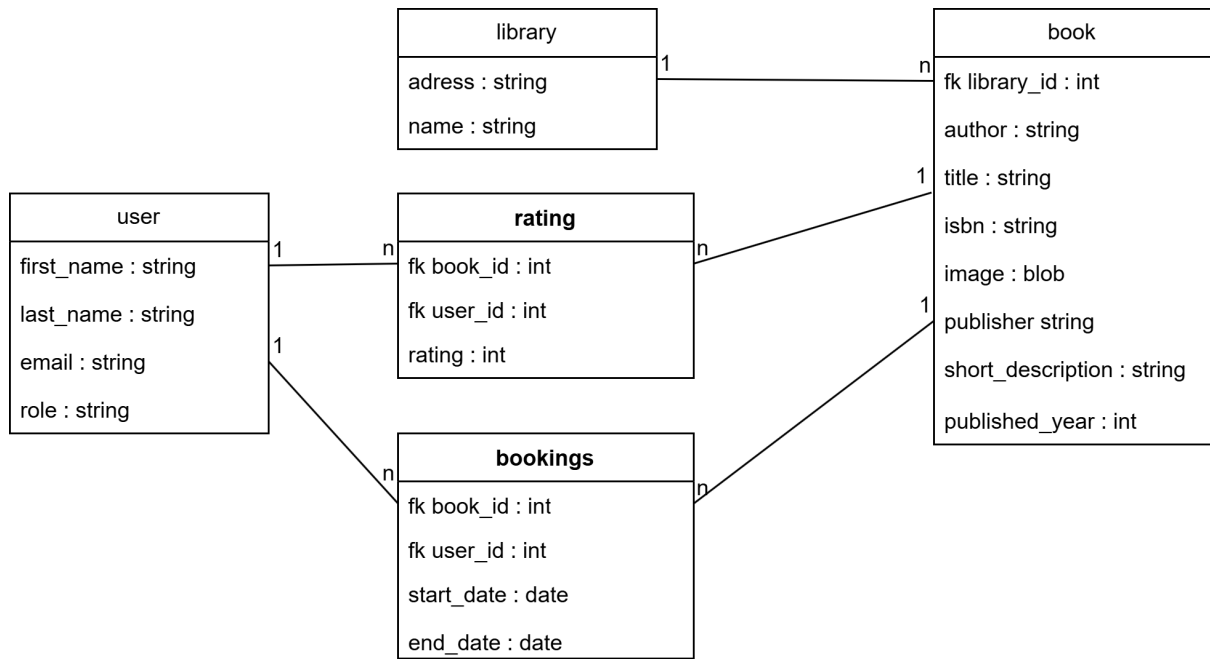 library
adress : string
name : string
1
n
book
fk library_id : int
author : string
title : string
isbn : string
image : blob
publisher string
short_description : string
published_year : int
user
first_name : string
last_name : string
email : string
role : string
1
n
rating
fk book_id : int
fk user_id : int
rating : int
n
1
1
n
bookings
fk book_id : int
fk user_id : int
start_date : date
end_date : date
n
1